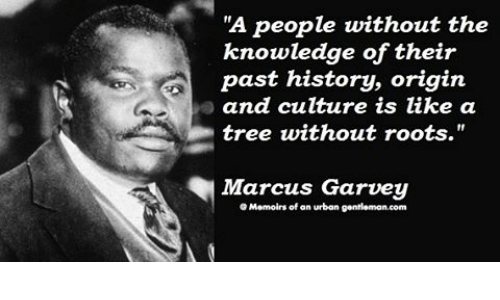 "A people without the
knowledge of their
past history, origin
and culture is like a
tree without roots."
Marcus Garvey
@ Memoirs of an urban gentleman.com